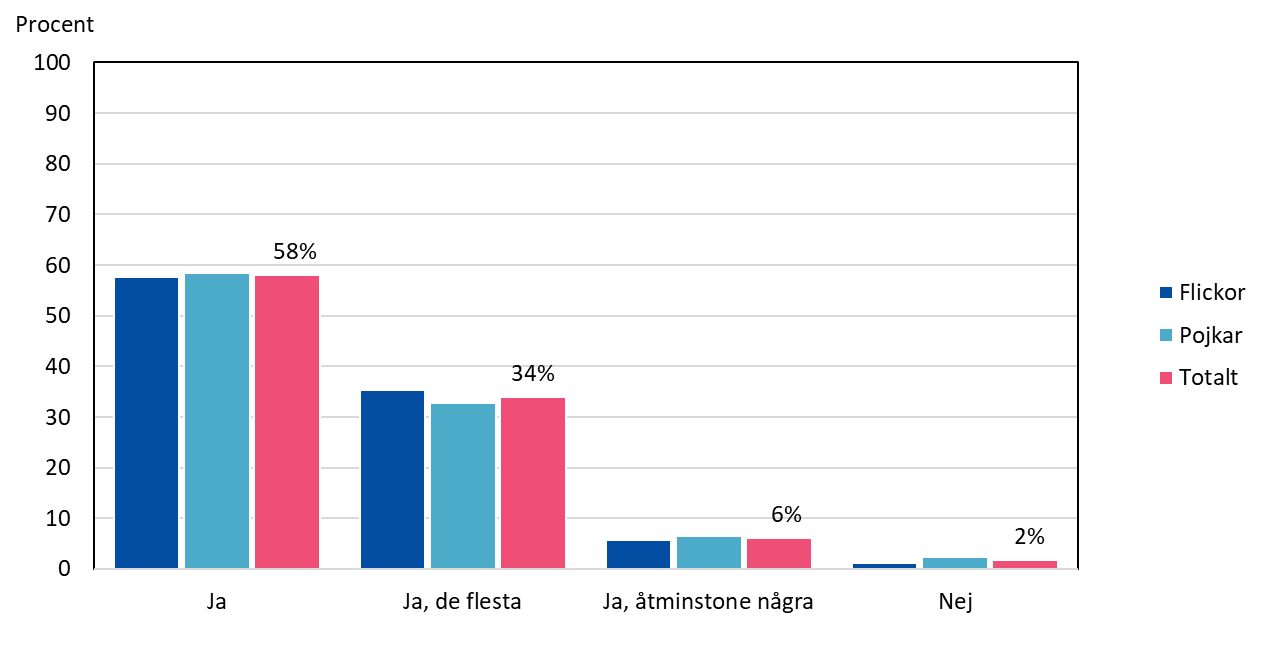 Procent
100
90
80
70
60
50
40
30
20
10
0
58%
34%
6%
2%
Ja
Ja, de flesta
Ja, åtminstone några
Nej
Flickor
Pojkar
Totalt